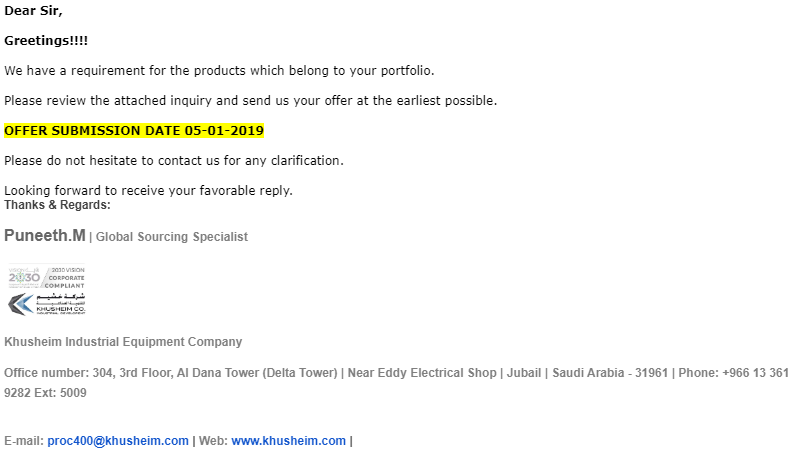 Dear Sir,
Greetings!!!!
We have a requirement for the products which belong to your portfolio.
Please review the attached inquiry and send us your offer at the earliest possible.
OFFER SUBMISSION DATE 05-01-2019
Please do not hesitate to contact us for any clarification.
Looking forward to receive your favorable reply.
Thanks & Regards:
Puneeth.M | Global Sourcing Specialist
2030 VISION
2030 CORPORATE
COMPLIANT
شركة خشيم
KHUSHEIM CO.
Khusheim Industrial Equipment Company
Office number: 304, 3rd Floor, Al Dana Tower (Delta Tower) | Near Eddy Electrical Shop | Jubail | Saudi Arabia - 31961 | Phone: +966 13 361
9282 Ext: 5009
E-mail: proc400@khusheim.com | Web: www.khusheim.com |